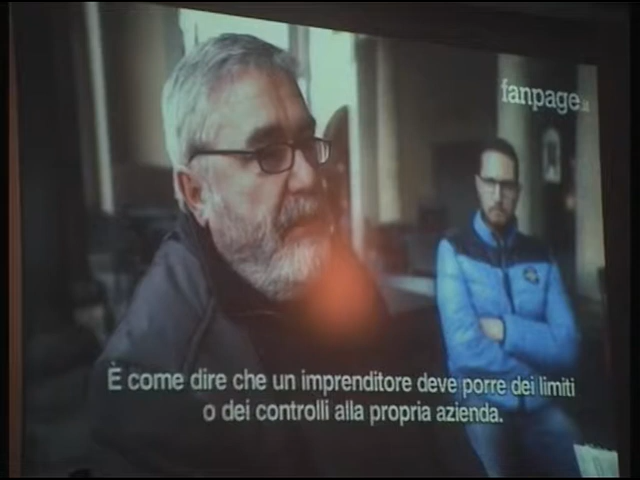 fanpage.it
È come dire che un imprenditore deve porre dei limiti
o dei controlli alla propria azienda.